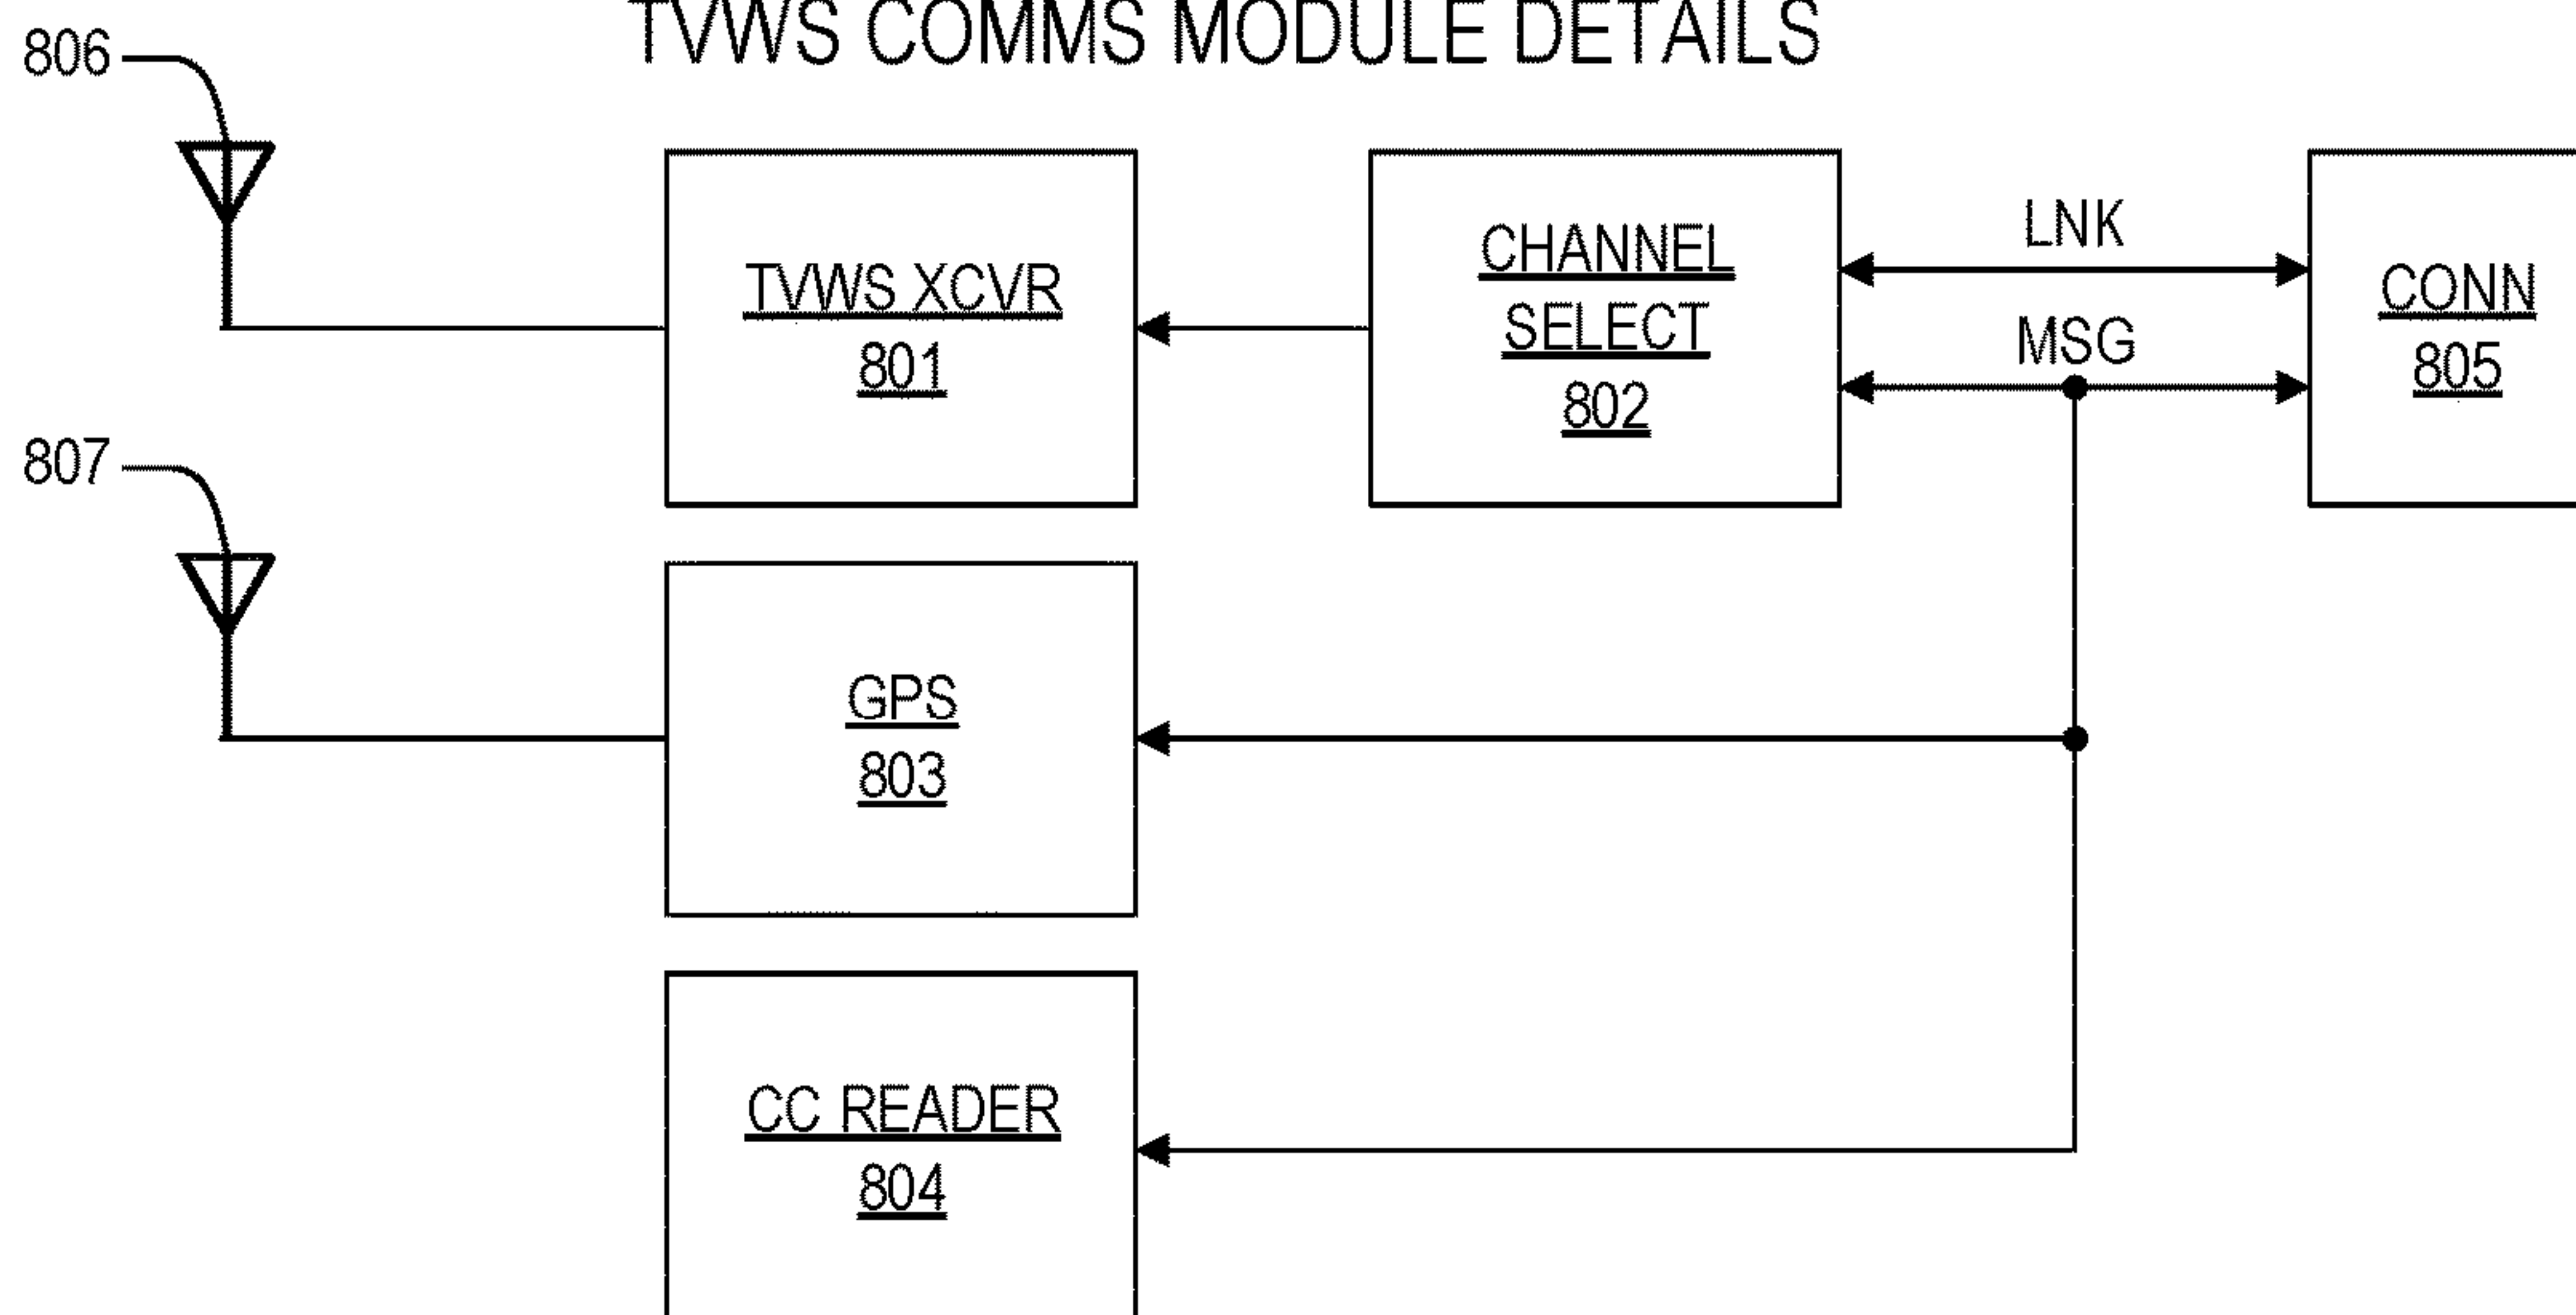 TVWS COMMS MODULE DETAILS
806
TVWS XCVR
801
CHANNEL
SELECT
802
LNK
MSG
CONN
805
807
GPS
803
CC READER
804